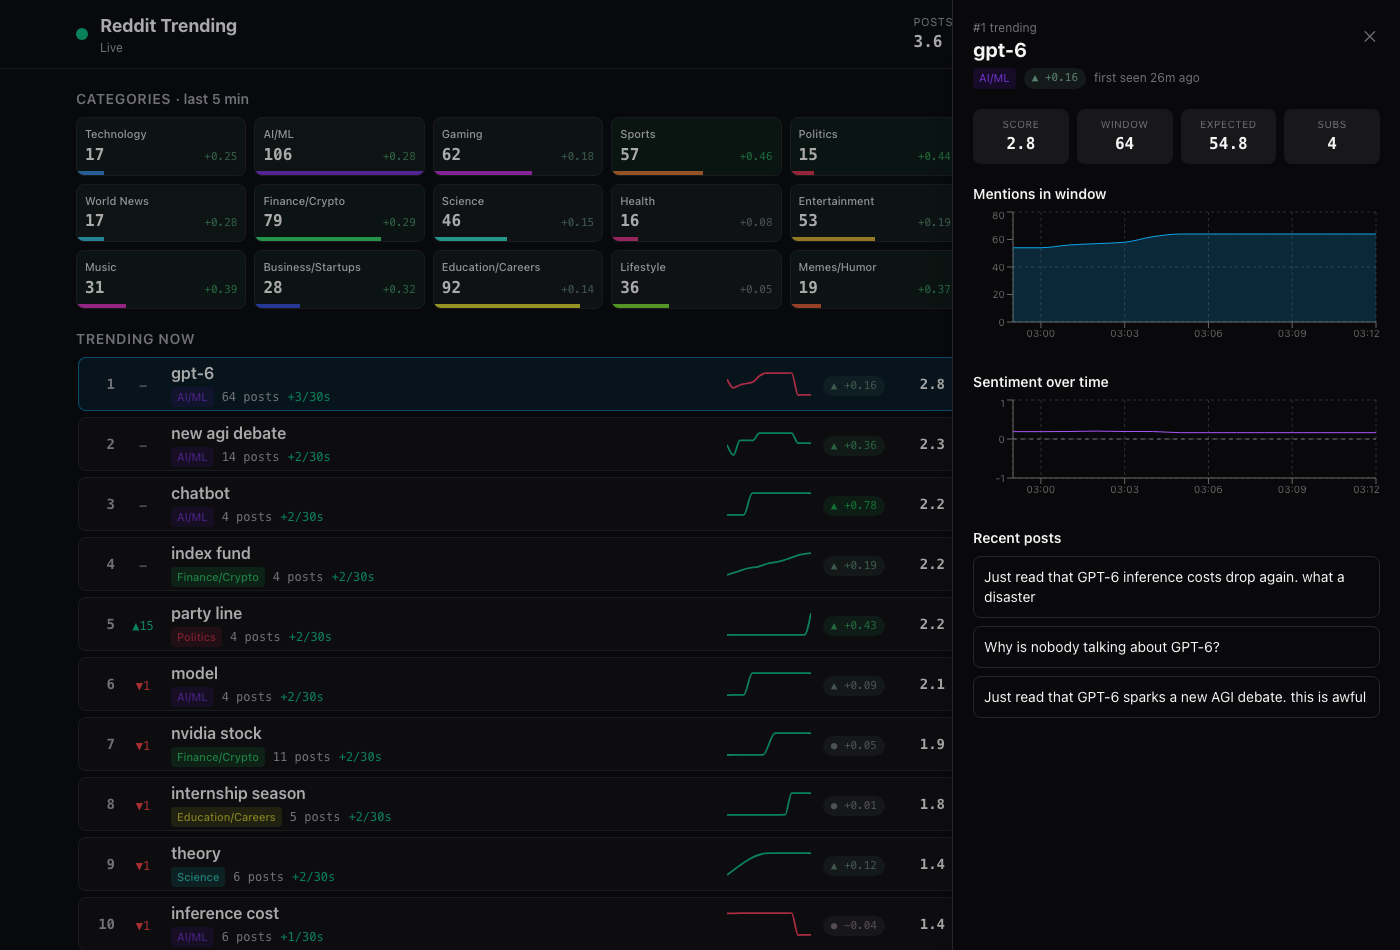 Reddit Trending
Live
POSTS
3.6
CATEGORIES · last 5 min
Technology
17 +0.25
AI/ML
106 +0.28
Gaming
62 +0.18
Sports
57 +0.46
Politics
15 +0.44
World News
17 +0.28
Finance/Crypto
79 +0.29
Science
46 +0.15
Health
16 +0.08
Entertainment
53 +0.19
Music
31 +0.39
Business/Startups
28 +0.32
Education/Careers
92 +0.14
Lifestyle
36 +0.05
Memes/Humor
19 +0.37
TRENDING NOW
1 – gpt-6
AI/ML 64 posts +3/30s
▲ +0.16 2.8
2 – new agi debate
AI/ML 14 posts +2/30s
▲ +0.36 2.3
3 – chatbot
AI/ML 4 posts +2/30s
▲ +0.78 2.2
4 – index fund
Finance/Crypto 4 posts +2/30s
▲ +0.19 2.2
5 ▲15 party line
Politics 4 posts +2/30s
▲ +0.43 2.2
6 ▼1 model
AI/ML 4 posts +2/30s
▲ +0.09 2.1
7 ▼1 nvidia stock
Finance/Crypto 11 posts +2/30s
● +0.05 1.9
8 ▼1 internship season
Education/Careers 5 posts +2/30s
● +0.01 1.8
9 ▼1 theory
Science 6 posts +2/30s
▲ +0.12 1.4
10 ▼1 inference cost
AI/ML 6 posts +1/30s
● −0.04 1.4
#1 trending
gpt-6
AI/ML ▲ +0.16 first seen 26m ago
SCORE
2.8
WINDOW
64
EXPECTED
54.8
SUBS
4
Mentions in window
80
60
40
20
0
03:00 03:03 03:06 03:09 03:12
Sentiment over time
1
0
-1
03:00 03:03 03:06 03:09 03:12
Recent posts
Just read that GPT-6 inference costs drop again. what a
disaster
Why is nobody talking about GPT-6?
Just read that GPT-6 sparks a new AGI debate. this is awful